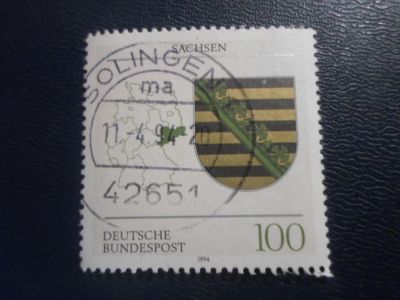 SACHSEN
SOLINGEN
ma
11.4.94-20
42651
DEUTSCHE
BUNDESPOST
1994
100